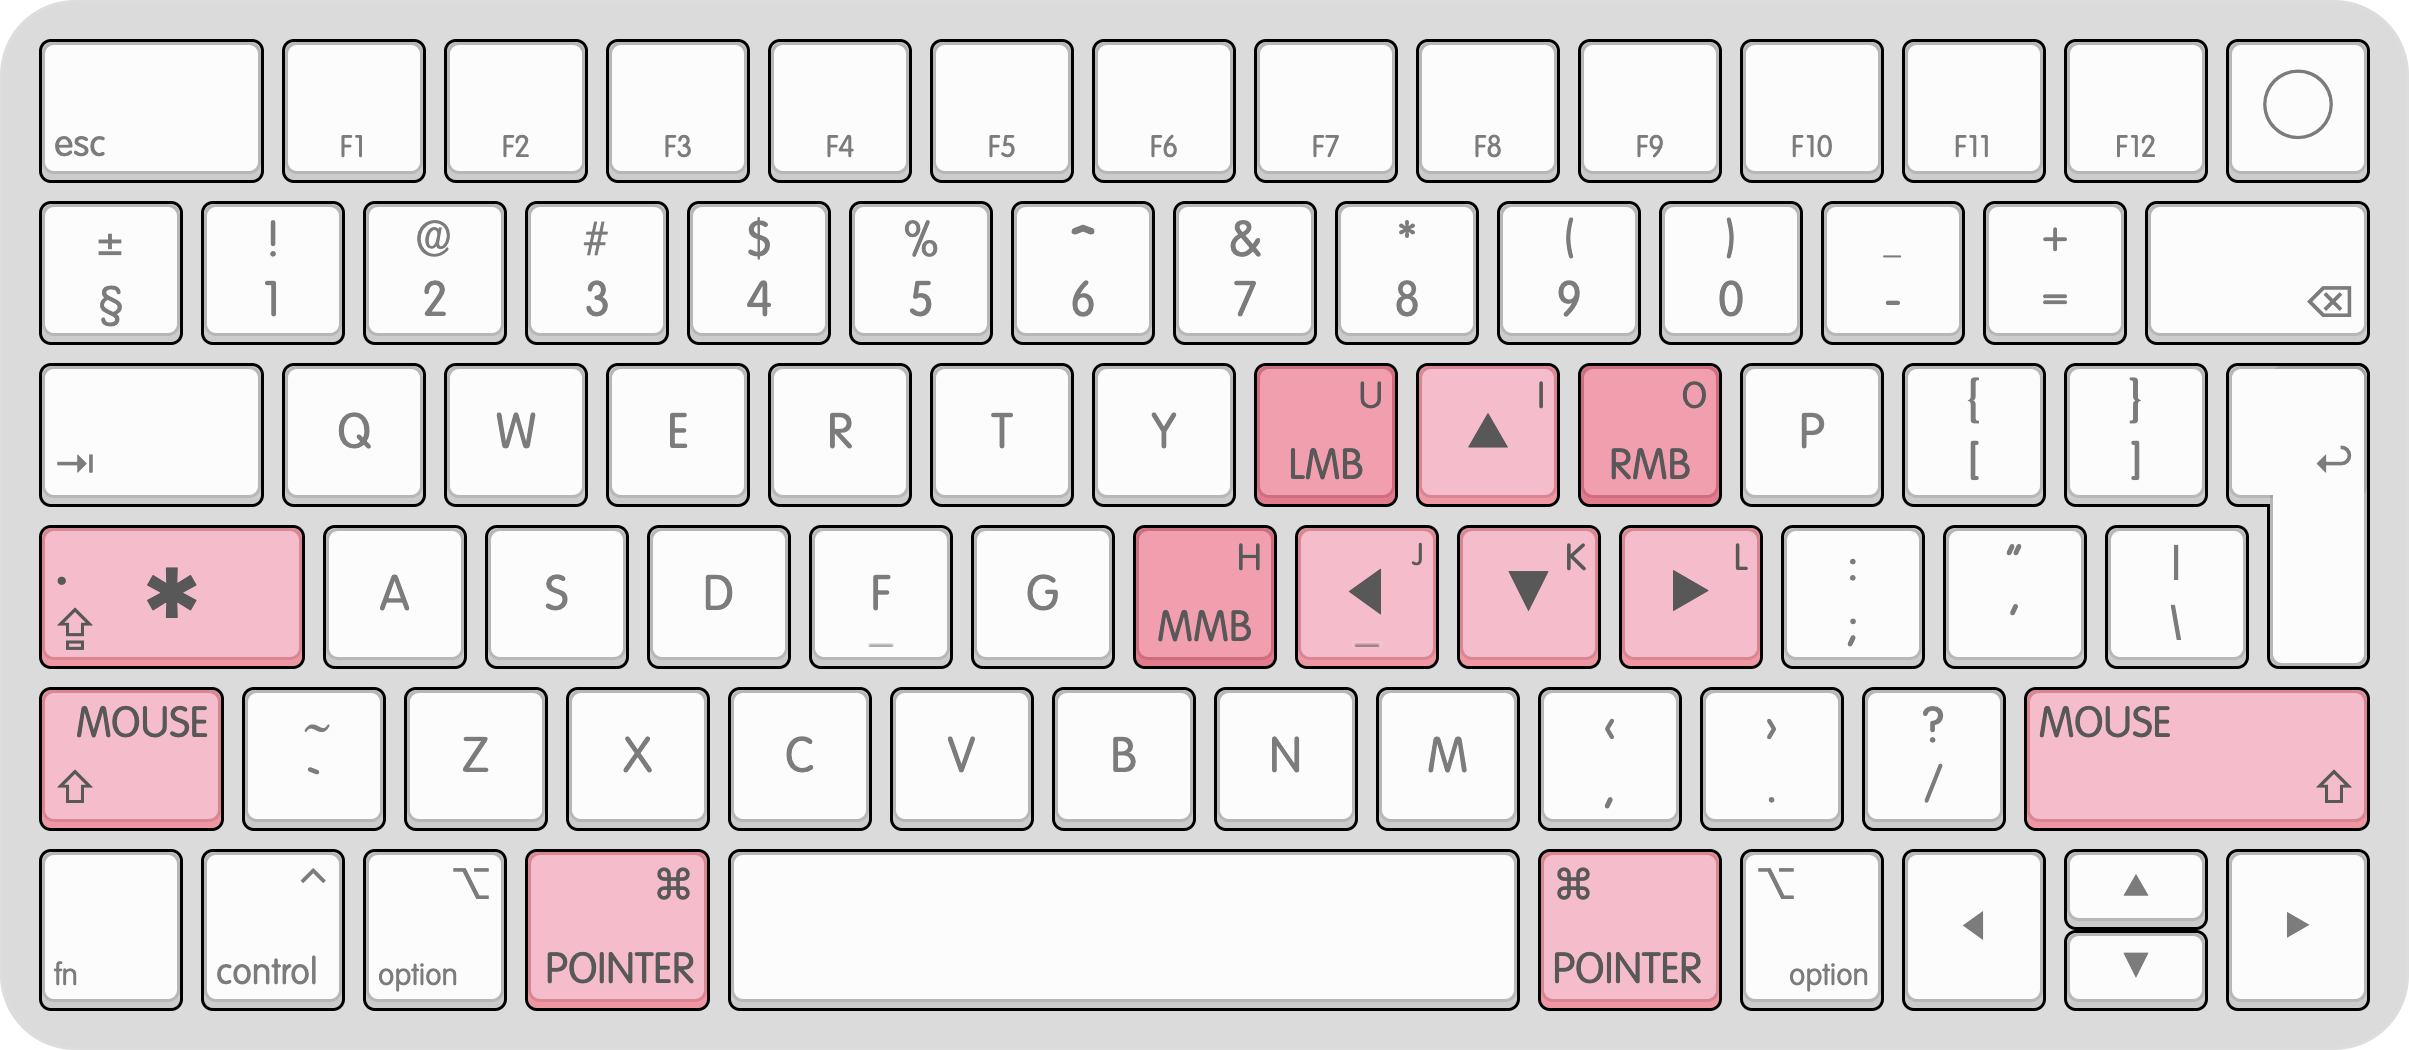 esc F1 F2 F3 F4 F5 F6 F7 F8 F9 F10 F11 F12
± ! @ # $ % ^ & * ( ) _ +
§ 1 2 3 4 5 6 7 8 9 0 - = ⌫
⇥ Q W E R T Y U LMB ▲ I O RMB P { [ } ] ↩
• ⇪ ✱ A S D F _ G H MMB ◀ J _ ▼ K ▶ L : ; " ' | \
MOUSE ⇧ ~ ` Z X C V B N M < , > . ? / MOUSE ⇧
fn ^ control ⌥ option ⌘ POINTER ⌘ POINTER ⌥ option ◀ ▲ ▼ ▶